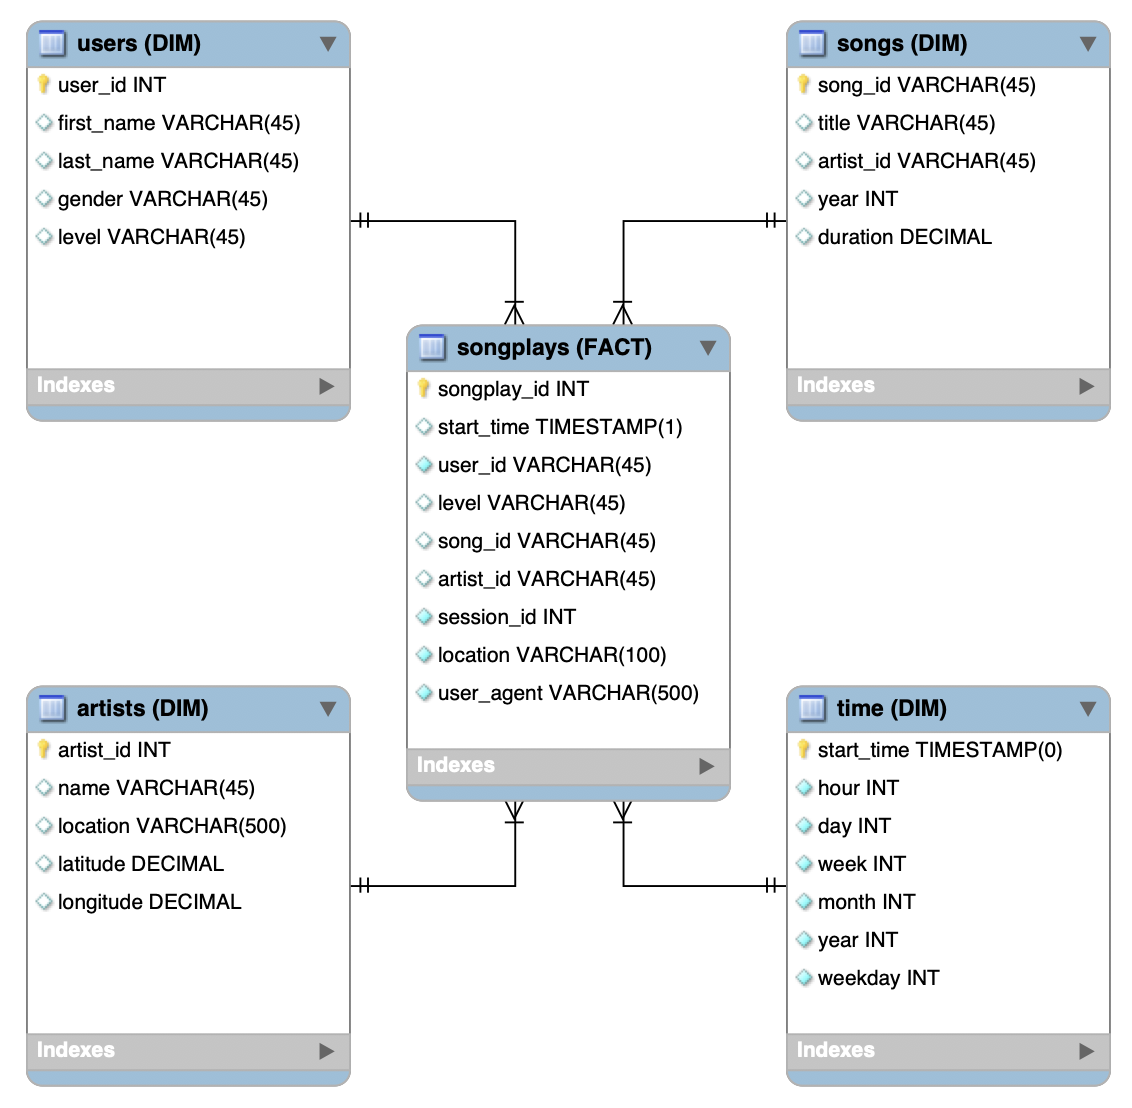 users (DIM)
user_id INT
first_name VARCHAR(45)
last_name VARCHAR(45)
gender VARCHAR(45)
level VARCHAR(45)
Indexes
songs (DIM)
song_id VARCHAR(45)
title VARCHAR(45)
artist_id VARCHAR(45)
year INT
duration DECIMAL
Indexes
songplays (FACT)
songplay_id INT
start_time TIMESTAMP(1)
user_id VARCHAR(45)
level VARCHAR(45)
song_id VARCHAR(45)
artist_id VARCHAR(45)
session_id INT
location VARCHAR(100)
user_agent VARCHAR(500)
Indexes
artists (DIM)
artist_id INT
name VARCHAR(45)
location VARCHAR(500)
latitude DECIMAL
longitude DECIMAL
Indexes
time (DIM)
start_time TIMESTAMP(0)
hour INT
day INT
week INT
month INT
year INT
weekday INT
Indexes